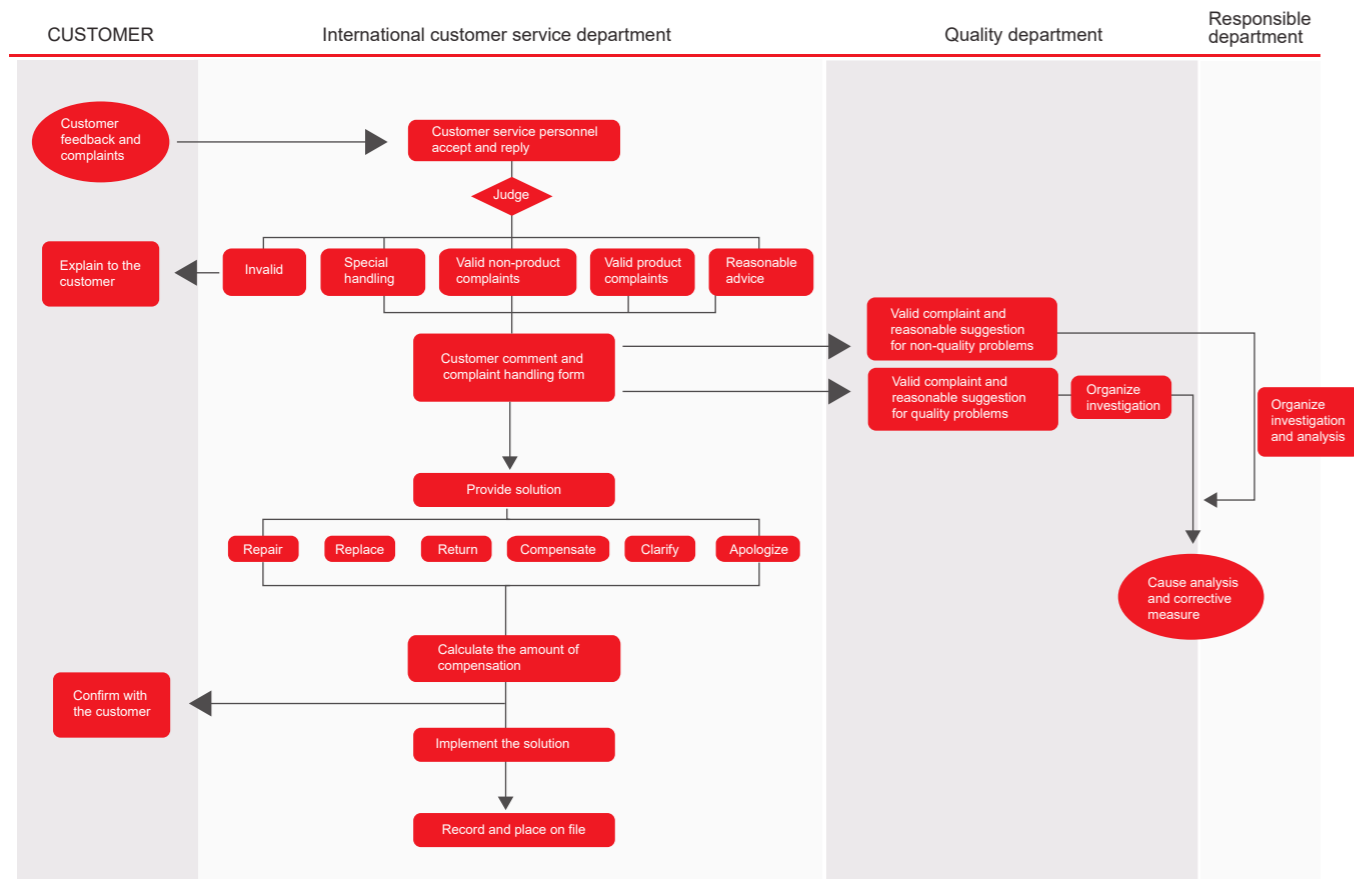 CUSTOMER
International customer service department
Quality department
Responsible
department
Customer
feedback and
complaints
Customer service personnel
accept and reply
Judge
Explain to the
customer
Invalid
Special
handling
Valid non-product
complaints
Valid product
complaints
Reasonable
advice
Customer comment and
complaint handling form
Valid complaint and
reasonable suggestion
for non-quality problems
Valid complaint and
reasonable suggestion
for quality problems
Organize
investigation
Organize
investigation
and analysis
Provide solution
Repair
Replace
Return
Compensate
Clarify
Apologize
Cause analysis
and corrective
measure
Calculate the amount of
compensation
Confirm with
the customer
Implement the solution
Record and place on file